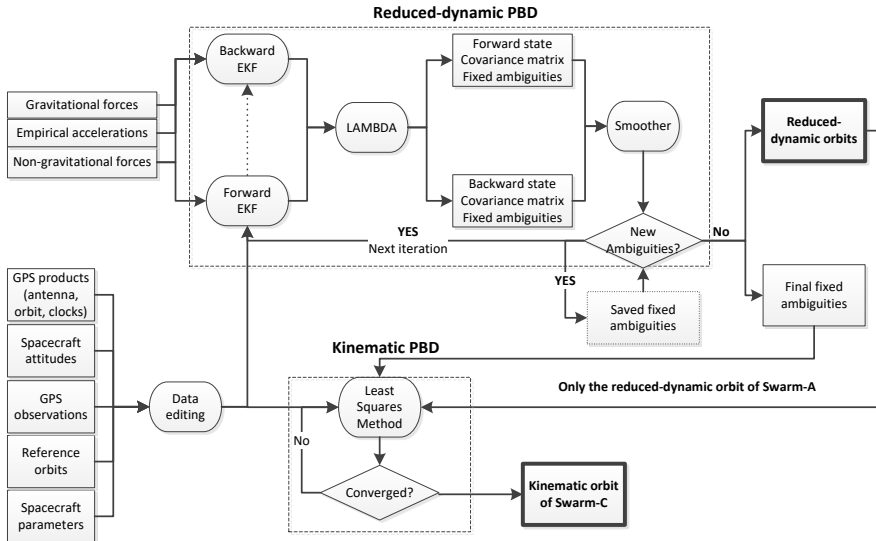 Reduced-dynamic PBD
Backward
EKF
Forward state
Covariance matrix
Fixed ambiguities
Gravitational forces
Empirical accelerations
Non-gravitational forces
LAMBDA
Smoother
Reduced-
dynamic orbits
Forward
EKF
Backward state
Covariance matrix
Fixed ambiguities
YES
Next iteration
New
Ambiguities?
No
YES
Saved fixed
ambiguities
Final fixed
ambiguities
GPS products
(antenna,
orbit, clocks)
Spacecraft
attitudes
GPS
observations
Reference
orbits
Spacecraft
parameters
Data
editing
Kinematic PBD
Least
Squares
Method
Only the reduced-dynamic orbit of Swarm-A
No
Converged?
Kinematic orbit
of Swarm-C